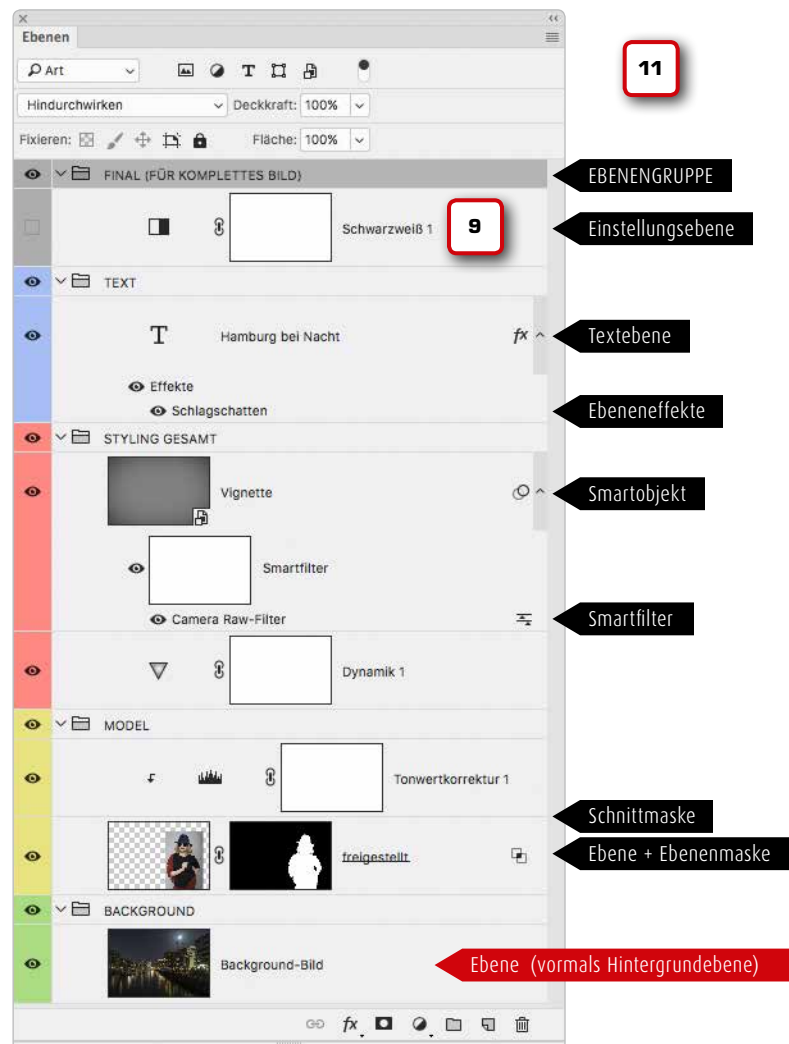 Ebenen
Art
T
Hindurchwirken Deckkraft: 100%
Fixieren: Fläche: 100%
11
FINAL (FÜR KOMPLETTES BILD) EBENENGRUPPE
Schwarzweiß 1 9 Einstellungsebene
TEXT
T Hamburg bei Nacht fx Textebene
Effekte
Schlagschatten Ebeneneffekte
STYLING GESAMT
Vignette Smartobjekt
Smartfilter
Camera Raw-Filter Smartfilter
Dynamik 1
MODEL
Tonwertkorrektur 1
Schnittmaske
freigestellt Ebene + Ebenenmaske
BACKGROUND
Background-Bild Ebene (vormals Hintergrundebene)
fx